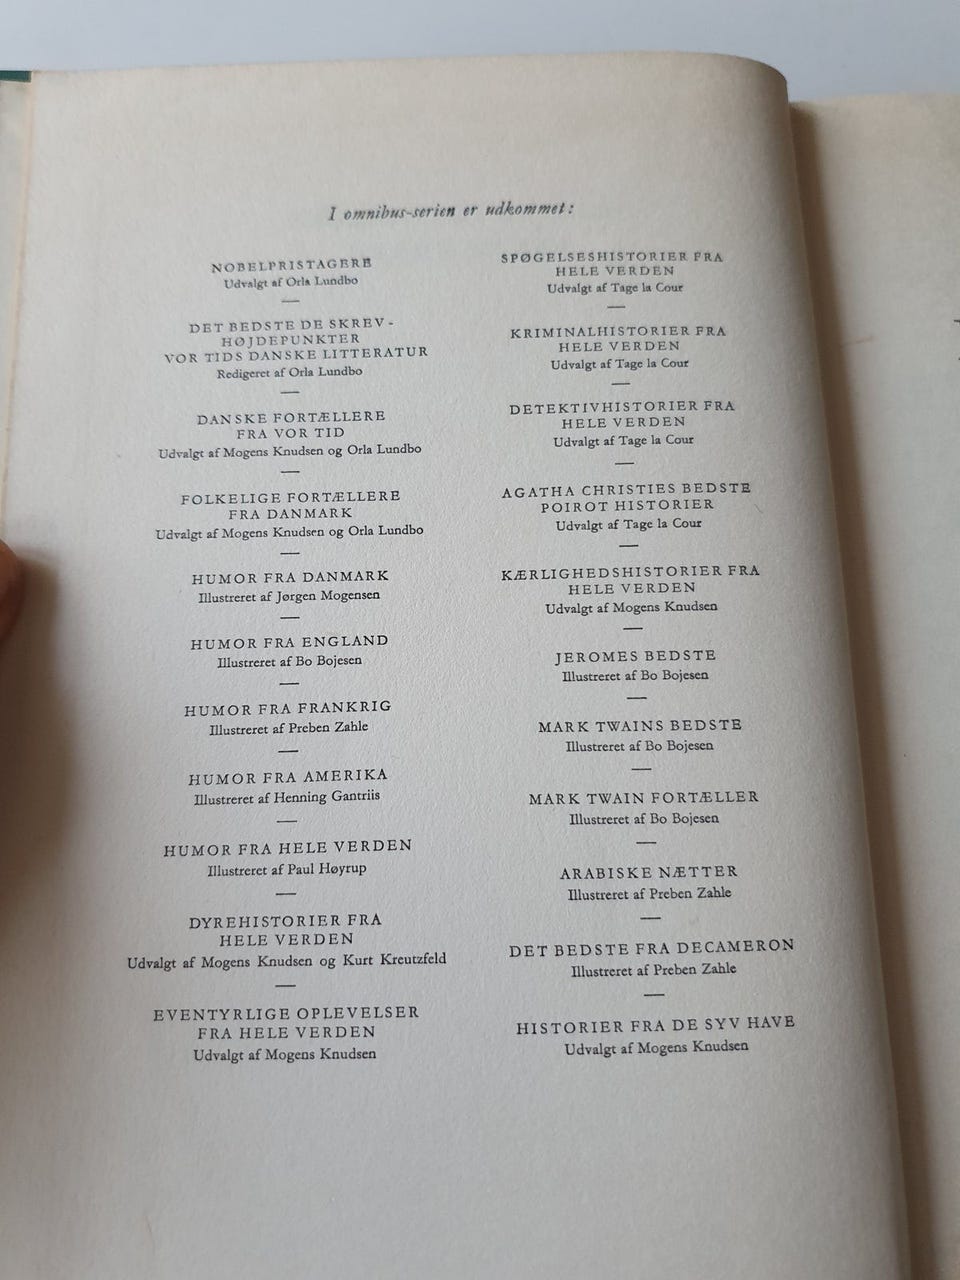 I omnibus-serien er udkommet:
NOBELPRISTAGERE
Udvalgt af Orla Lundbo
DET BEDSTE DE SKREV -
HØJDEPUNKTER
VOR TIDS DANSKE LITTERATUR
Redigeret af Orla Lundbo
DANSKE FORTÆLLERE
FRA VOR TID
Udvalgt af Mogens Knudsen og Orla Lundbo
FOLKELIGE FORTÆLLERE
FRA DANMARK
Udvalgt af Mogens Knudsen og Orla Lundbo
HUMOR FRA DANMARK
Illustreret af Jørgen Mogensen
HUMOR FRA ENGLAND
Illustreret af Bo Bojesen
HUMOR FRA FRANKRIG
Illustreret af Preben Zahle
HUMOR FRA AMERIKA
Illustreret af Henning Gantriis
HUMOR FRA HELE VERDEN
Illustreret af Paul Høyrup
DYREHISTORIER FRA
HELE VERDEN
Udvalgt af Mogens Knudsen og Kurt Kreutzfeld
EVENTYRLIGE OPLEVELSER
FRA HELE VERDEN
Udvalgt af Mogens Knudsen
SPØGELSESHISTORIER FRA
HELE VERDEN
Udvalgt af Tage la Cour
KRIMINALHISTORIER FRA
HELE VERDEN
Udvalgt af Tage la Cour
DETEKTIVHISTORIER FRA
HELE VERDEN
Udvalgt af Tage la Cour
AGATHA CHRISTIES BEDSTE
POIROT HISTORIER
Udvalgt af Tage la Cour
KÆRLIGHEDSHISTORIER FRA
HELE VERDEN
Udvalgt af Mogens Knudsen
JEROMES BEDSTE
Illustreret af Bo Bojesen
MARK TWAINS BEDSTE
Illustreret af Bo Bojesen
MARK TWAIN FORTÆLLER
Illustreret af Bo Bojesen
ARABISKE NÆTTER
Illustreret af Preben Zahle
DET BEDSTE FRA DECAMERON
Illustreret af Preben Zahle
HISTORIER FRA DE SYV HAVE
Udvalgt af Mogens Knudsen